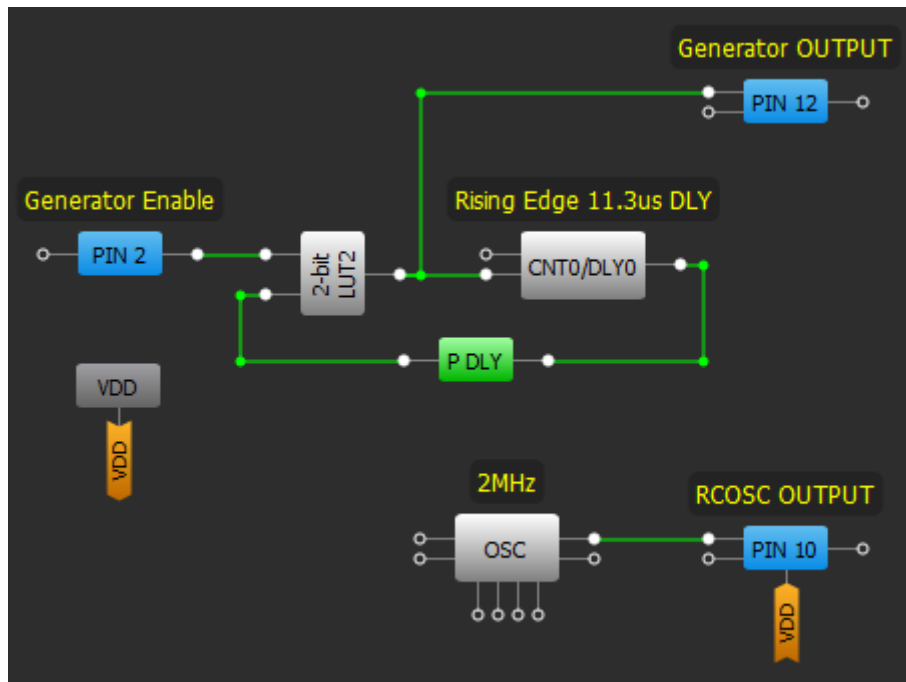 Generator OUTPUT
PIN 12
Generator Enable
Rising Edge 11.3us DLY
PIN 2
2-bit
LUT2
CNT0/DLY0
P DLY
VDD
VDD
2MHz
RCOSC OUTPUT
OSC
PIN 10
VDD